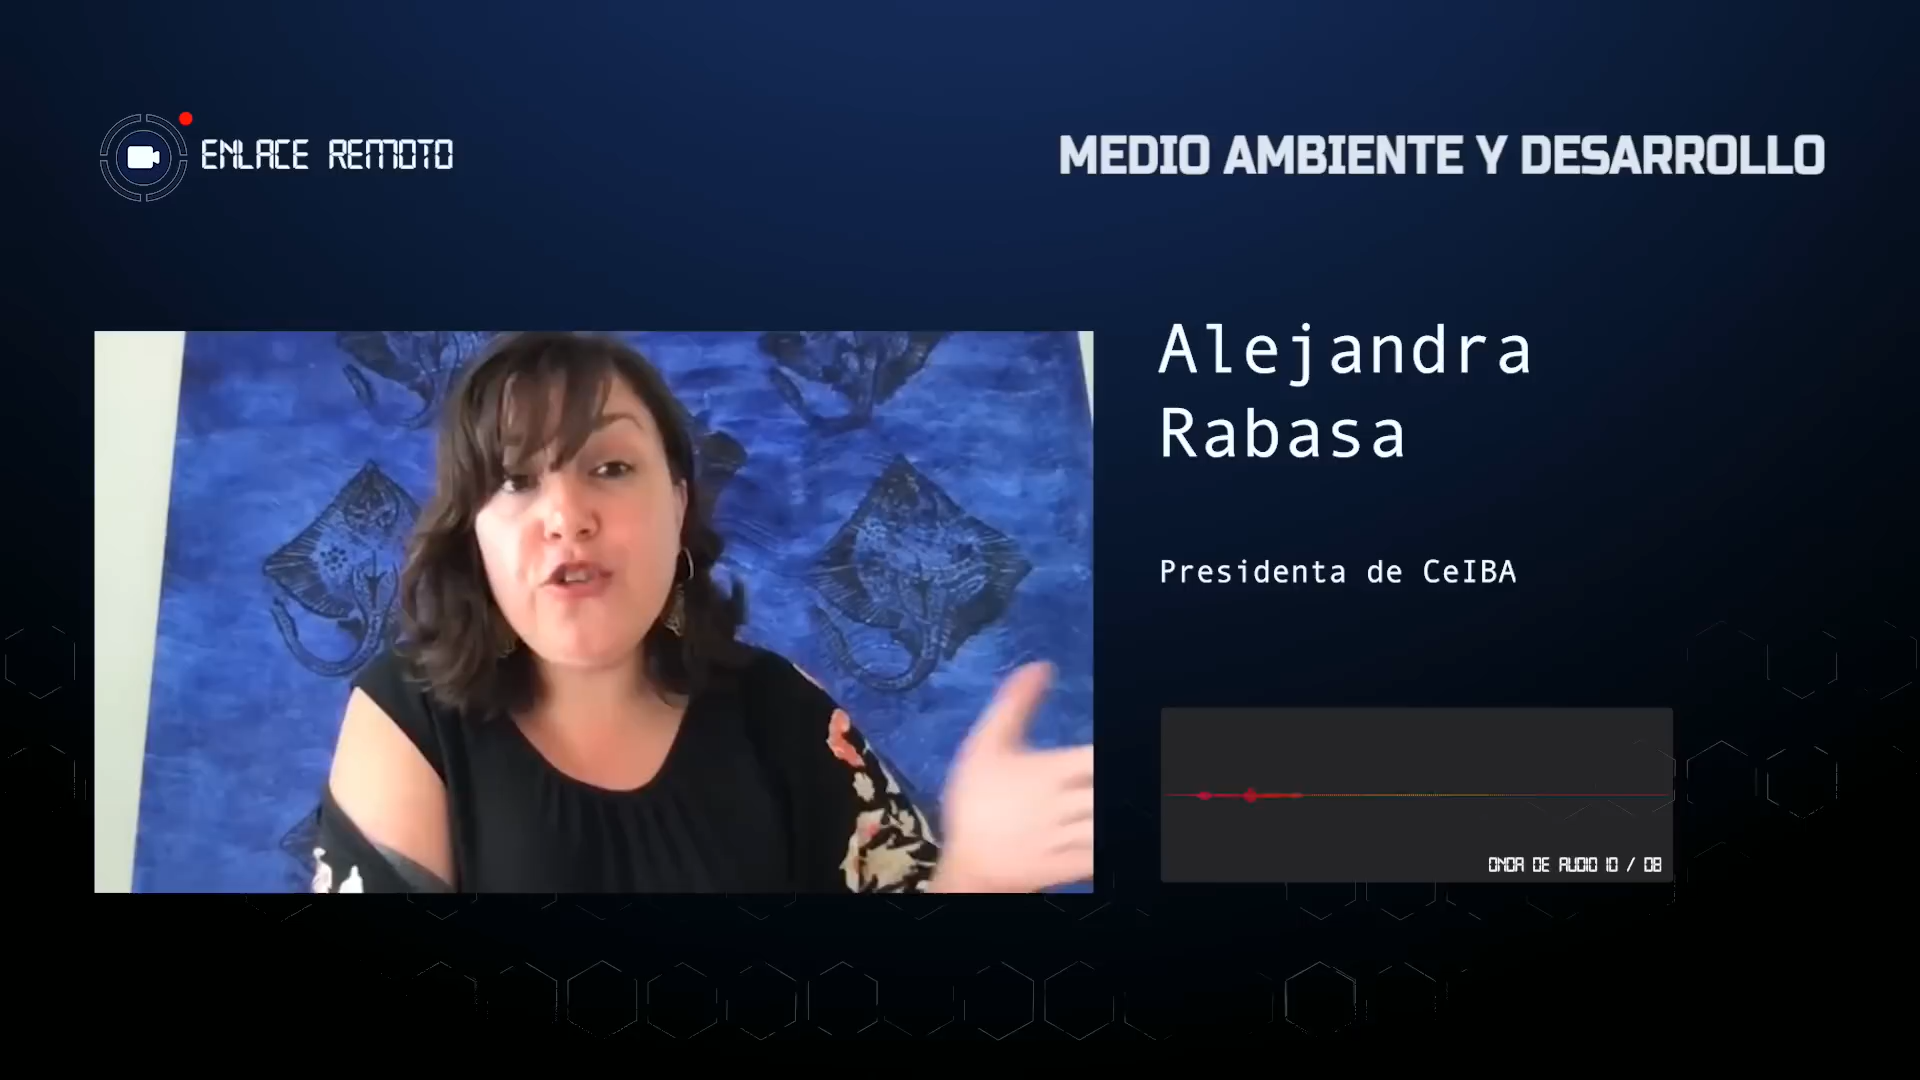 ENLACE REMOTO
MEDIO AMBIENTE Y DESARROLLO
Alejandra
Rabasa
Presidenta de CeIBA
ONDA DE AUDIO 10 / 08